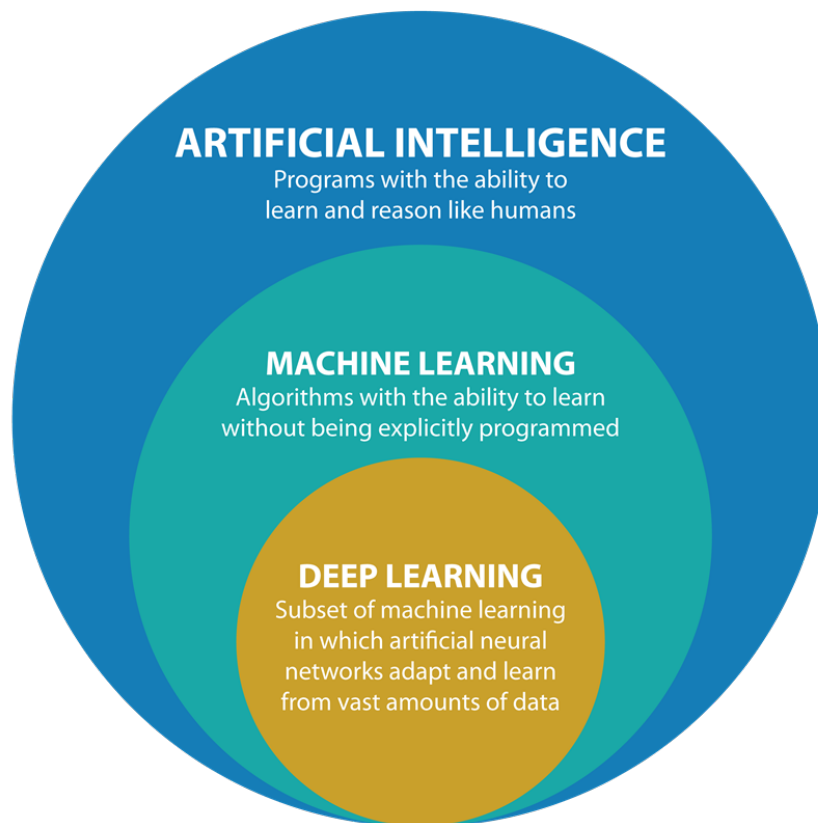 ARTIFICIAL INTELLIGENCE
Programs with the ability to
learn and reason like humans
MACHINE LEARNING
Algorithms with the ability to learn
without being explicitly programmed
DEEP LEARNING
Subset of machine learning
in which artificial neural
networks adapt and learn
from vast amounts of data